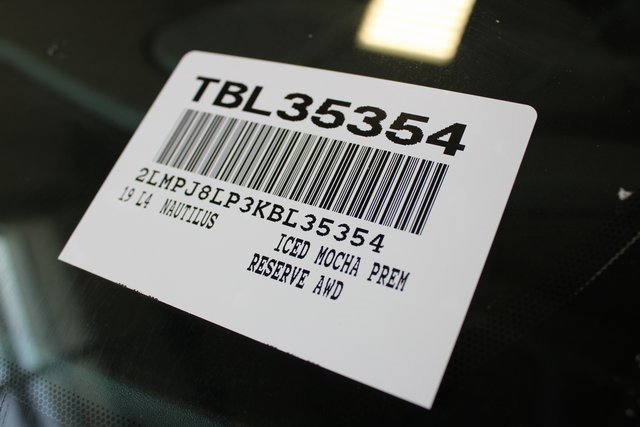 TBL35354
2LMPJ8LP3KBL35354
19 L4 NAUTILUS
ICED MOCHA PREM
RESERVE AWD